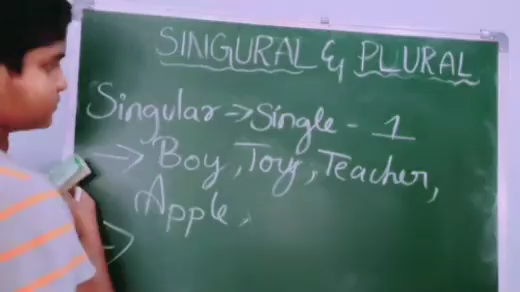 SINGURAL & PLURAL
Singular → Single - 1
→ Boy, Toy, Teacher,
Apple,